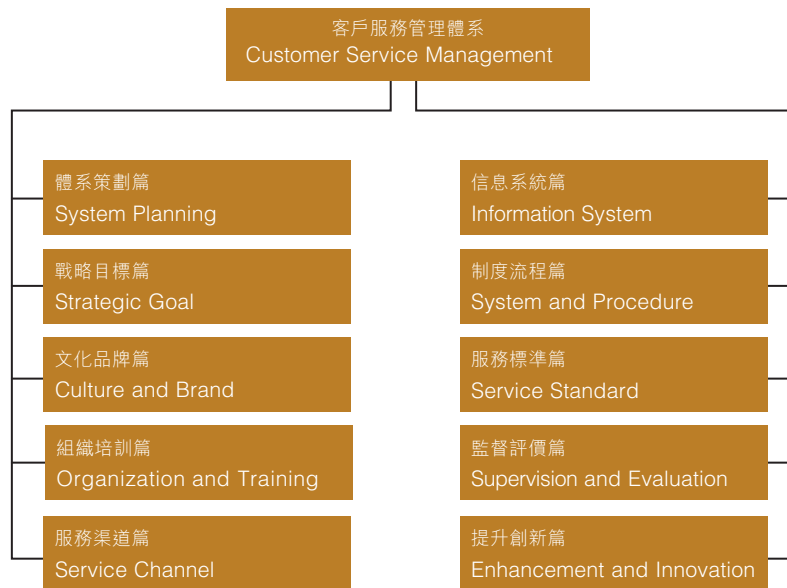 客戶服務管理體系
Customer Service Management
體系策劃篇
System Planning
戰略目標篇
Strategic Goal
文化品牌篇
Culture and Brand
組織培訓篇
Organization and Training
服務渠道篇
Service Channel
信息系統篇
Information System
制度流程篇
System and Procedure
服務標準篇
Service Standard
監督評價篇
Supervision and Evaluation
提升創新篇
Enhancement and Innovation